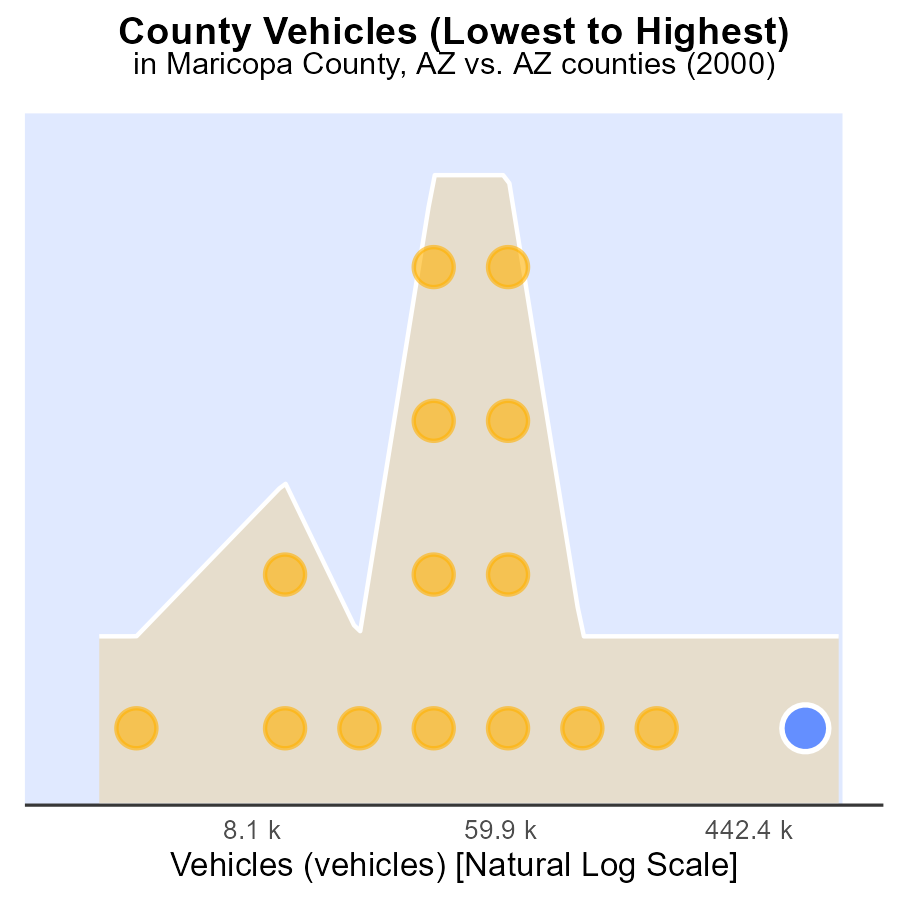 County Vehicles (Lowest to Highest)
in Maricopa County, AZ vs. AZ counties (2000)
8.1 k 59.9 k 442.4 k
Vehicles (vehicles) [Natural Log Scale]